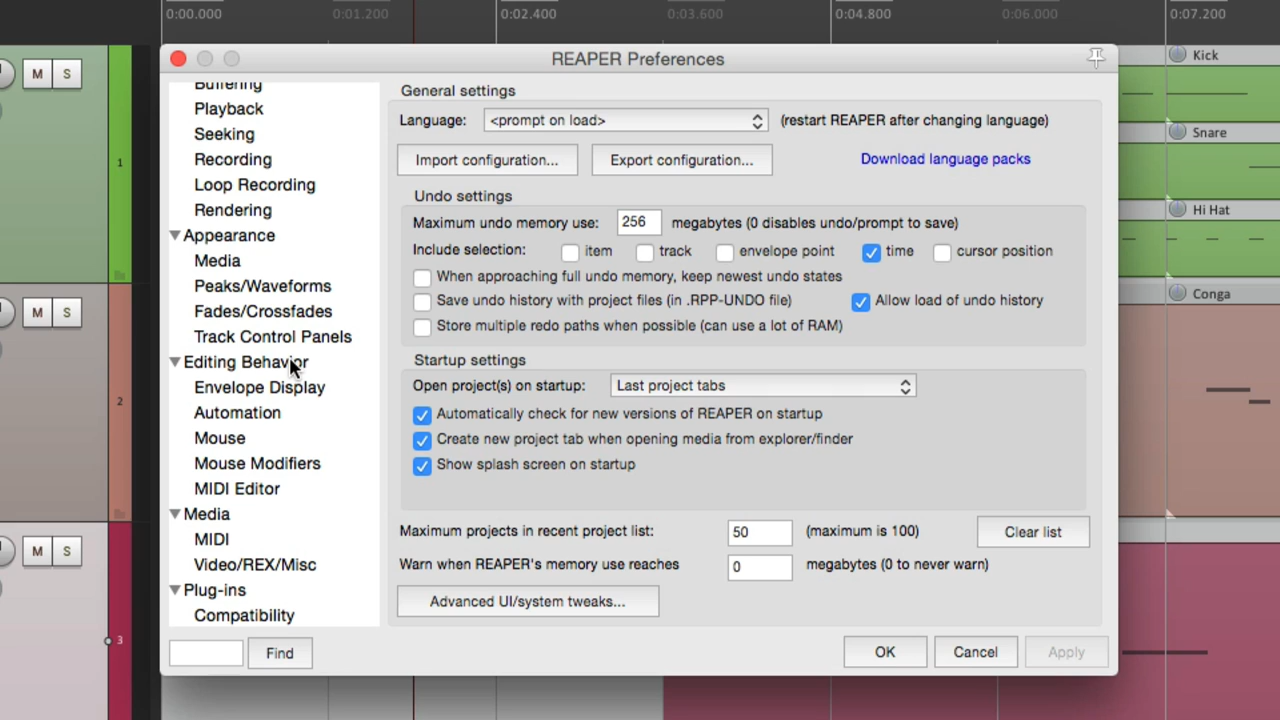 0:00.000 0:01.200 0:02.400 0:03.600 0:04.800 0:06.000 0:07.200
REAPER Preferences
M S
1
M S
2
M S
3
Buffering
Playback
Seeking
Recording
Loop Recording
Rendering
Appearance
Media
Peaks/Waveforms
Fades/Crossfades
Track Control Panels
Editing Behavior
Envelope Display
Automation
Mouse
Mouse Modifiers
MIDI Editor
Media
MIDI
Video/REX/Misc
Plug-ins
Compatibility
Find
General settings
Language: <prompt on load> (restart REAPER after changing language)
Import configuration... Export configuration... Download language packs
Undo settings
Maximum undo memory use: 256 megabytes (0 disables undo/prompt to save)
Include selection: item track envelope point time cursor position
When approaching full undo memory, keep newest undo states
Save undo history with project files (in .RPP-UNDO file) Allow load of undo history
Store multiple redo paths when possible (can use a lot of RAM)
Startup settings
Open project(s) on startup: Last project tabs
Automatically check for new versions of REAPER on startup
Create new project tab when opening media from explorer/finder
Show splash screen on startup
Maximum projects in recent project list: 50 (maximum is 100) Clear list
Warn when REAPER's memory use reaches 0 megabytes (0 to never warn)
Advanced UI/system tweaks...
OK Cancel Apply
Kick
Snare
Hi Hat
Conga